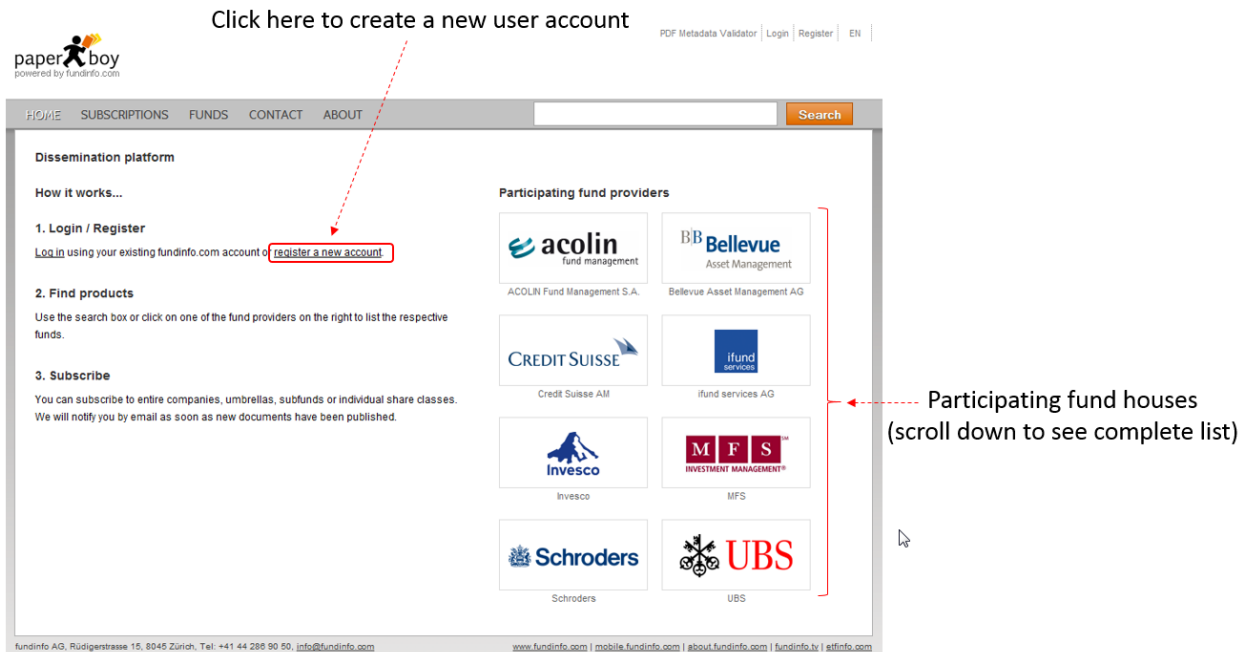 Click here to create a new user account
PDF Metadata Validator | Login | Register | EN
paper boy
powered by fundinfo.com
HOME SUBSCRIPTIONS FUNDS CONTACT ABOUT Search
Dissemination platform
How it works...
1. Login / Register
Log in using your existing fundinfo.com account or register a new account.
2. Find products
Use the search box or click on one of the fund providers on the right to list the respective
funds.
3. Subscribe
You can subscribe to entire companies, umbrellas, subfunds or individual share classes.
We will notify you by email as soon as new documents have been published.
Participating fund providers
acolin
fund management
ACOLIN Fund Management S.A.
BB Bellevue
Asset Management
Bellevue Asset Management AG
CREDIT SUISSE
Credit Suisse AM
ifund
services
ifund services AG
Invesco
Invesco
M F S SM
INVESTMENT MANAGEMENT®
MFS
Schroders
Schroders
UBS
UBS
Participating fund houses
(scroll down to see complete list)
fundinfo AG, Rüdigerstrasse 15, 8045 Zürich, Tel: +41 44 286 90 50, info@fundinfo.com
www.fundinfo.com | mobile.fundinfo.com | about.fundinfo.com | fundinfo.tv | etfinfo.com